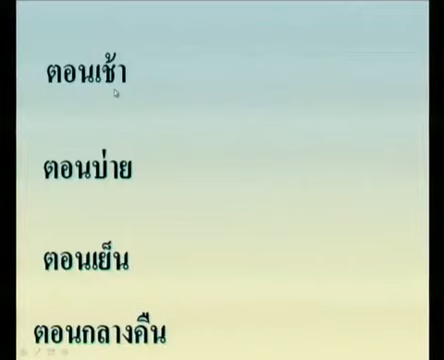 ตอนเช้า
ตอนบ่าย
ตอนเย็น
ตอนกลางคืน